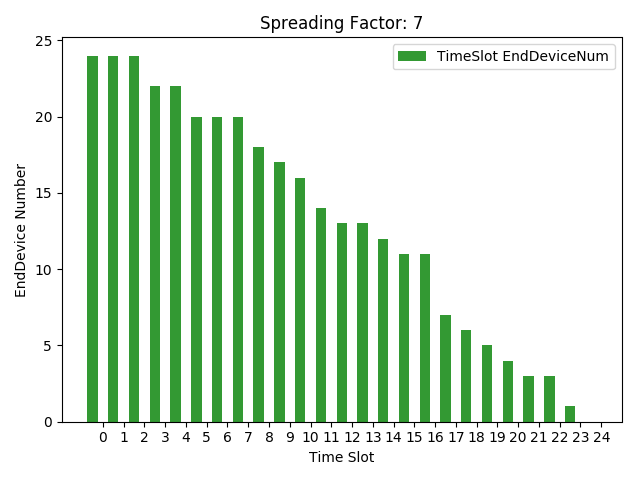 Spreading Factor: 7
TimeSlot EndDeviceNum
25
20
15
10
5
0
EndDevice Number
0 1 2 3 4 5 6 7 8 9 10 11 12 13 14 15 16 17 18 19 20 21 22 23 24
Time Slot